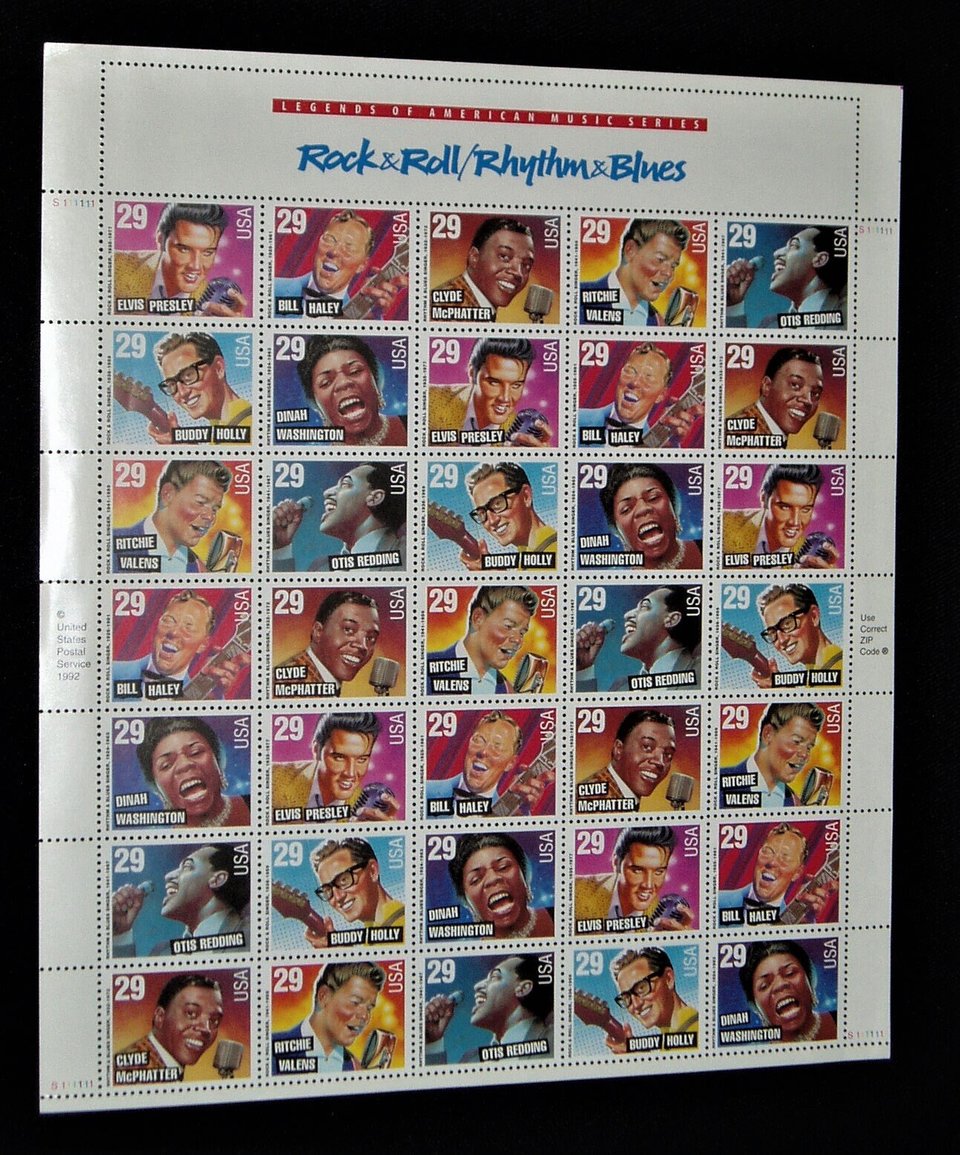 LEGENDS OF AMERICAN MUSIC SERIES
Rock&Roll/Rhythm&Blues
29 USA
ELVIS PRESLEY
29 USA
BILL HALEY
29 USA
CLYDE
McPHATTER
29 USA
RITCHIE
VALENS
29 USA
OTIS REDDING
29 USA
BUDDY HOLLY
29 USA
DINAH
WASHINGTON
29 USA
ELVIS PRESLEY
29 USA
BILL HALEY
29 USA
CLYDE
McPHATTER
29 USA
RITCHIE
VALENS
29 USA
OTIS REDDING
29 USA
BUDDY HOLLY
29 USA
DINAH
WASHINGTON
29 USA
ELVIS PRESLEY
©
United
States
Postal
Service
1992
29 USA
BILL HALEY
29 USA
CLYDE
McPHATTER
29 USA
RITCHIE
VALENS
29 USA
OTIS REDDING
29 USA
BUDDY HOLLY
Use
Correct
ZIP
Code ®
29 USA
DINAH
WASHINGTON
29 USA
ELVIS PRESLEY
29 USA
BILL HALEY
29 USA
CLYDE
McPHATTER
29 USA
RITCHIE
VALENS
29 USA
OTIS REDDING
29 USA
BUDDY HOLLY
29 USA
DINAH
WASHINGTON
29 USA
ELVIS PRESLEY
29 USA
BILL HALEY
29 USA
CLYDE
McPHATTER
29 USA
RITCHIE
VALENS
29 USA
OTIS REDDING
29 USA
BUDDY HOLLY
29 USA
DINAH
WASHINGTON